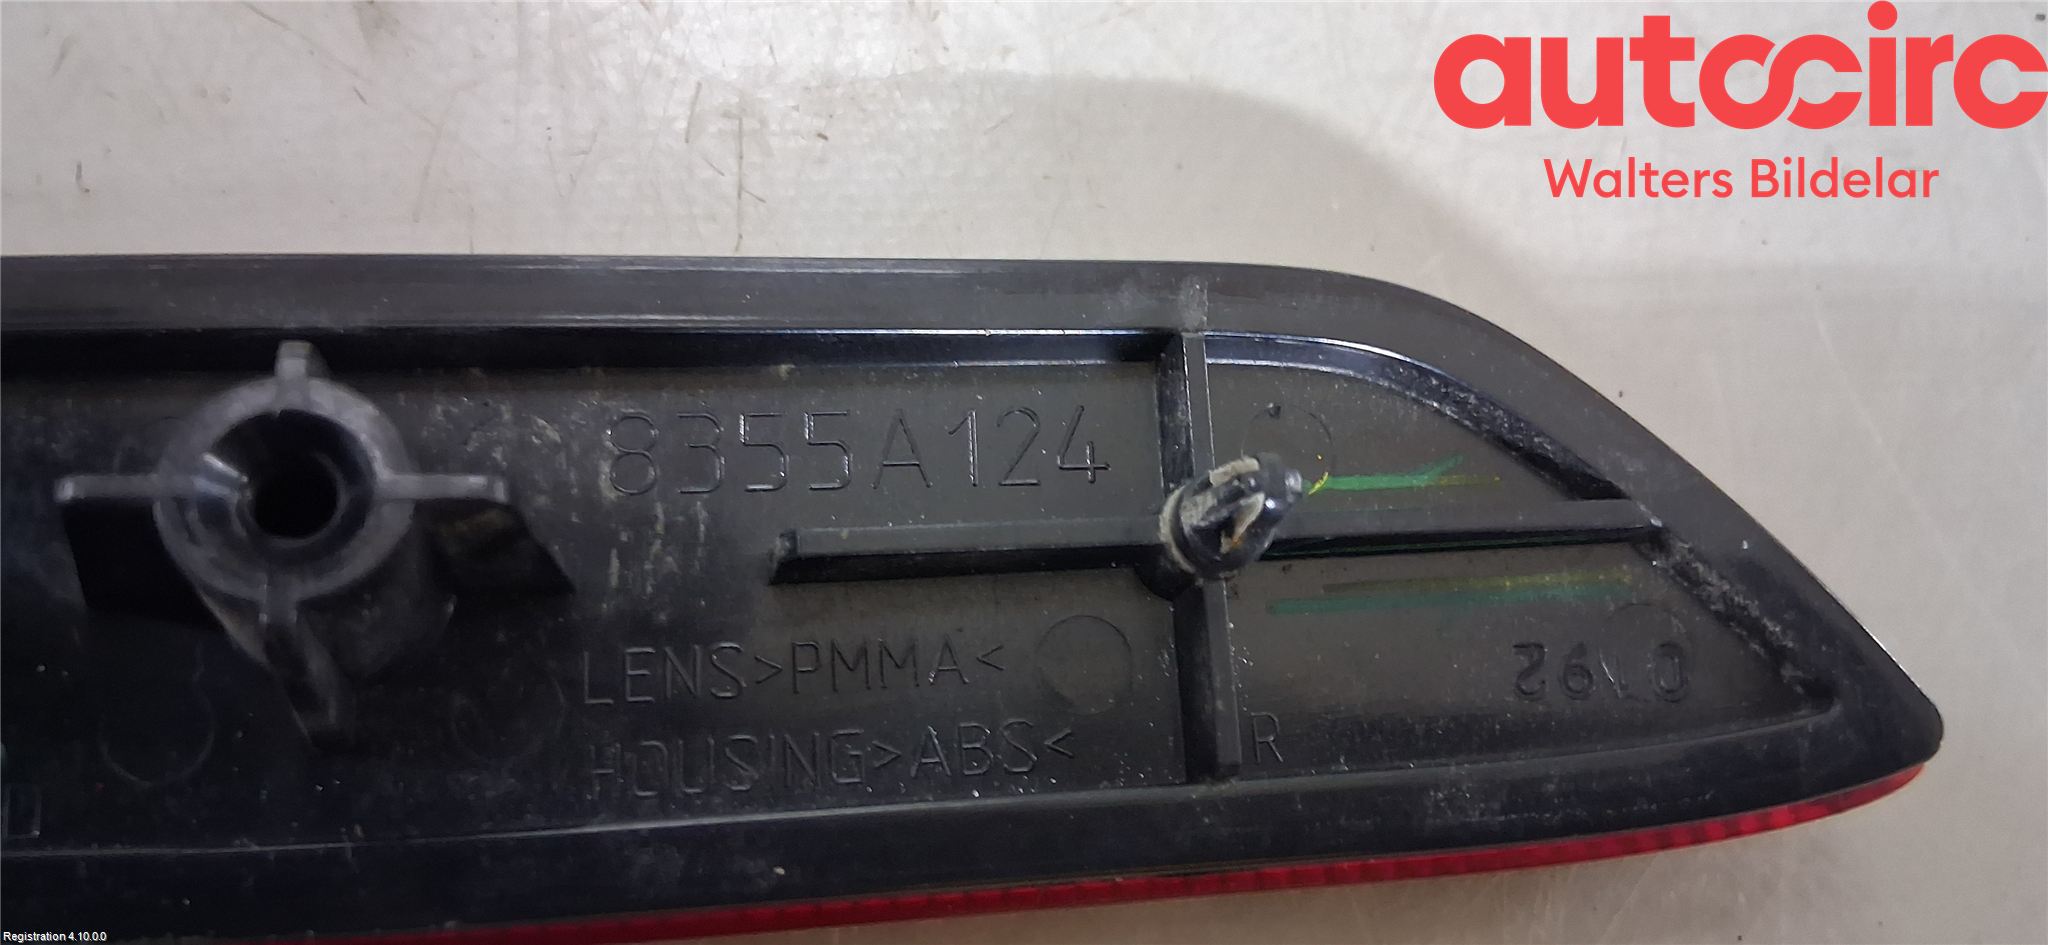 autocirc
Walters Bildelar
8355A124
LENS>PMMA<
HOUSING>ABS<
R
Registration 4.10.0.0